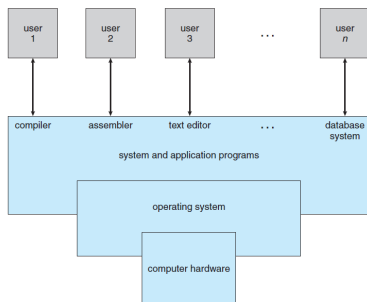 user
1
user
2
user
3
...
user
n
compiler
assembler
text editor
...
database
system
system and application programs
operating system
computer hardware